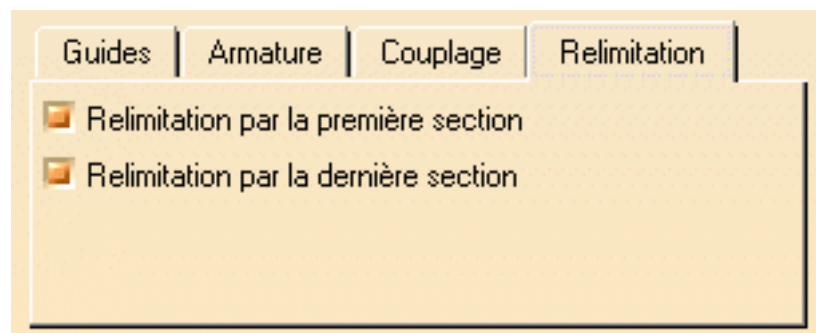 Guides Armature Couplage Relimitation
Relimitation par la première section
Relimitation par la dernière section